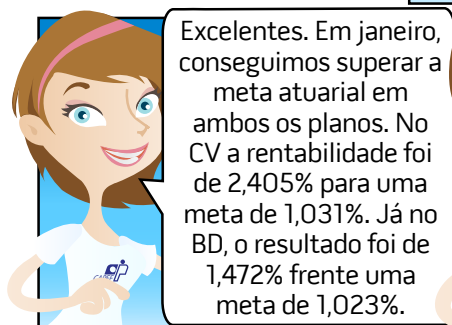 Excelentes. Em janeiro,
conseguimos superar a
meta atuarial em
ambos os planos. No
CV a rentabilidade foi
de 2,405% para uma
meta de 1,031%. Já no
BD, o resultado foi de
1,472% frente uma
meta de 1,023%.